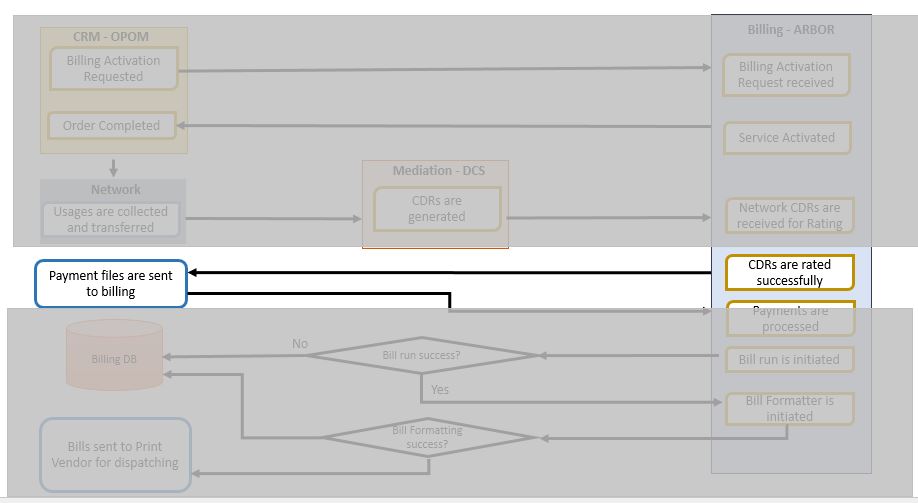 CRM - OPOM
Billing - ARBOR
Billing Activation
Requested
Billing Activation
Request received
Order Completed
Service Activated
Network
Mediation - DCS
Usages are collected
and transferred
CDRs are
generated
Network CDRs are
received for Rating
Payment files are sent
to billing
CDRs are rated
successfully
Payments are
processed
Billing DB
No
Bill run success?
Bill run is initiated
Yes
Bill Formatter is
initiated
Bill Formatting
success?
Bills sent to Print
Vendor for dispatching